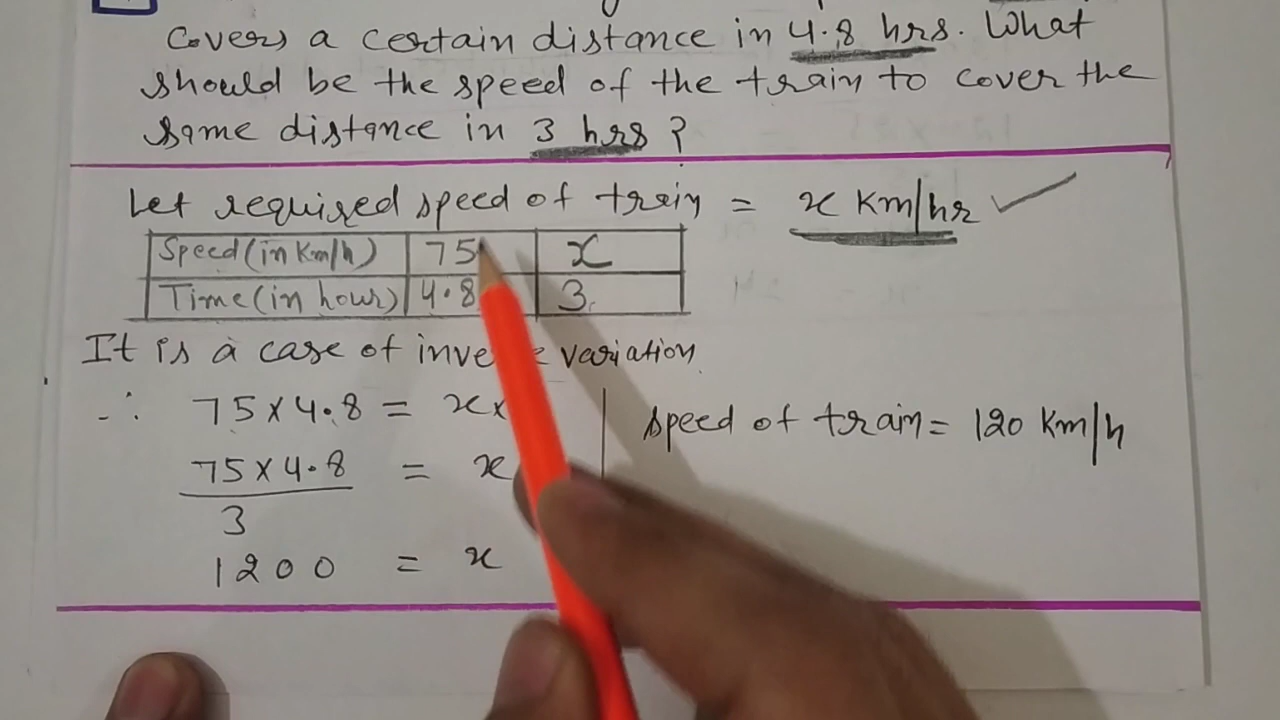 covers a certain distance in 4.8 hrs. What
should be the speed of the train to cover the
same distance in 3 hrs?
Let required speed of train = x km/hr ✓
Speed (in km/h) 75 x
Time (in hour) 4.8 3
It is a case of variation
∴ 75 x 4.8 = x x
75 x 4.8 = x
3
1200 = x
speed of train = 120 km/h